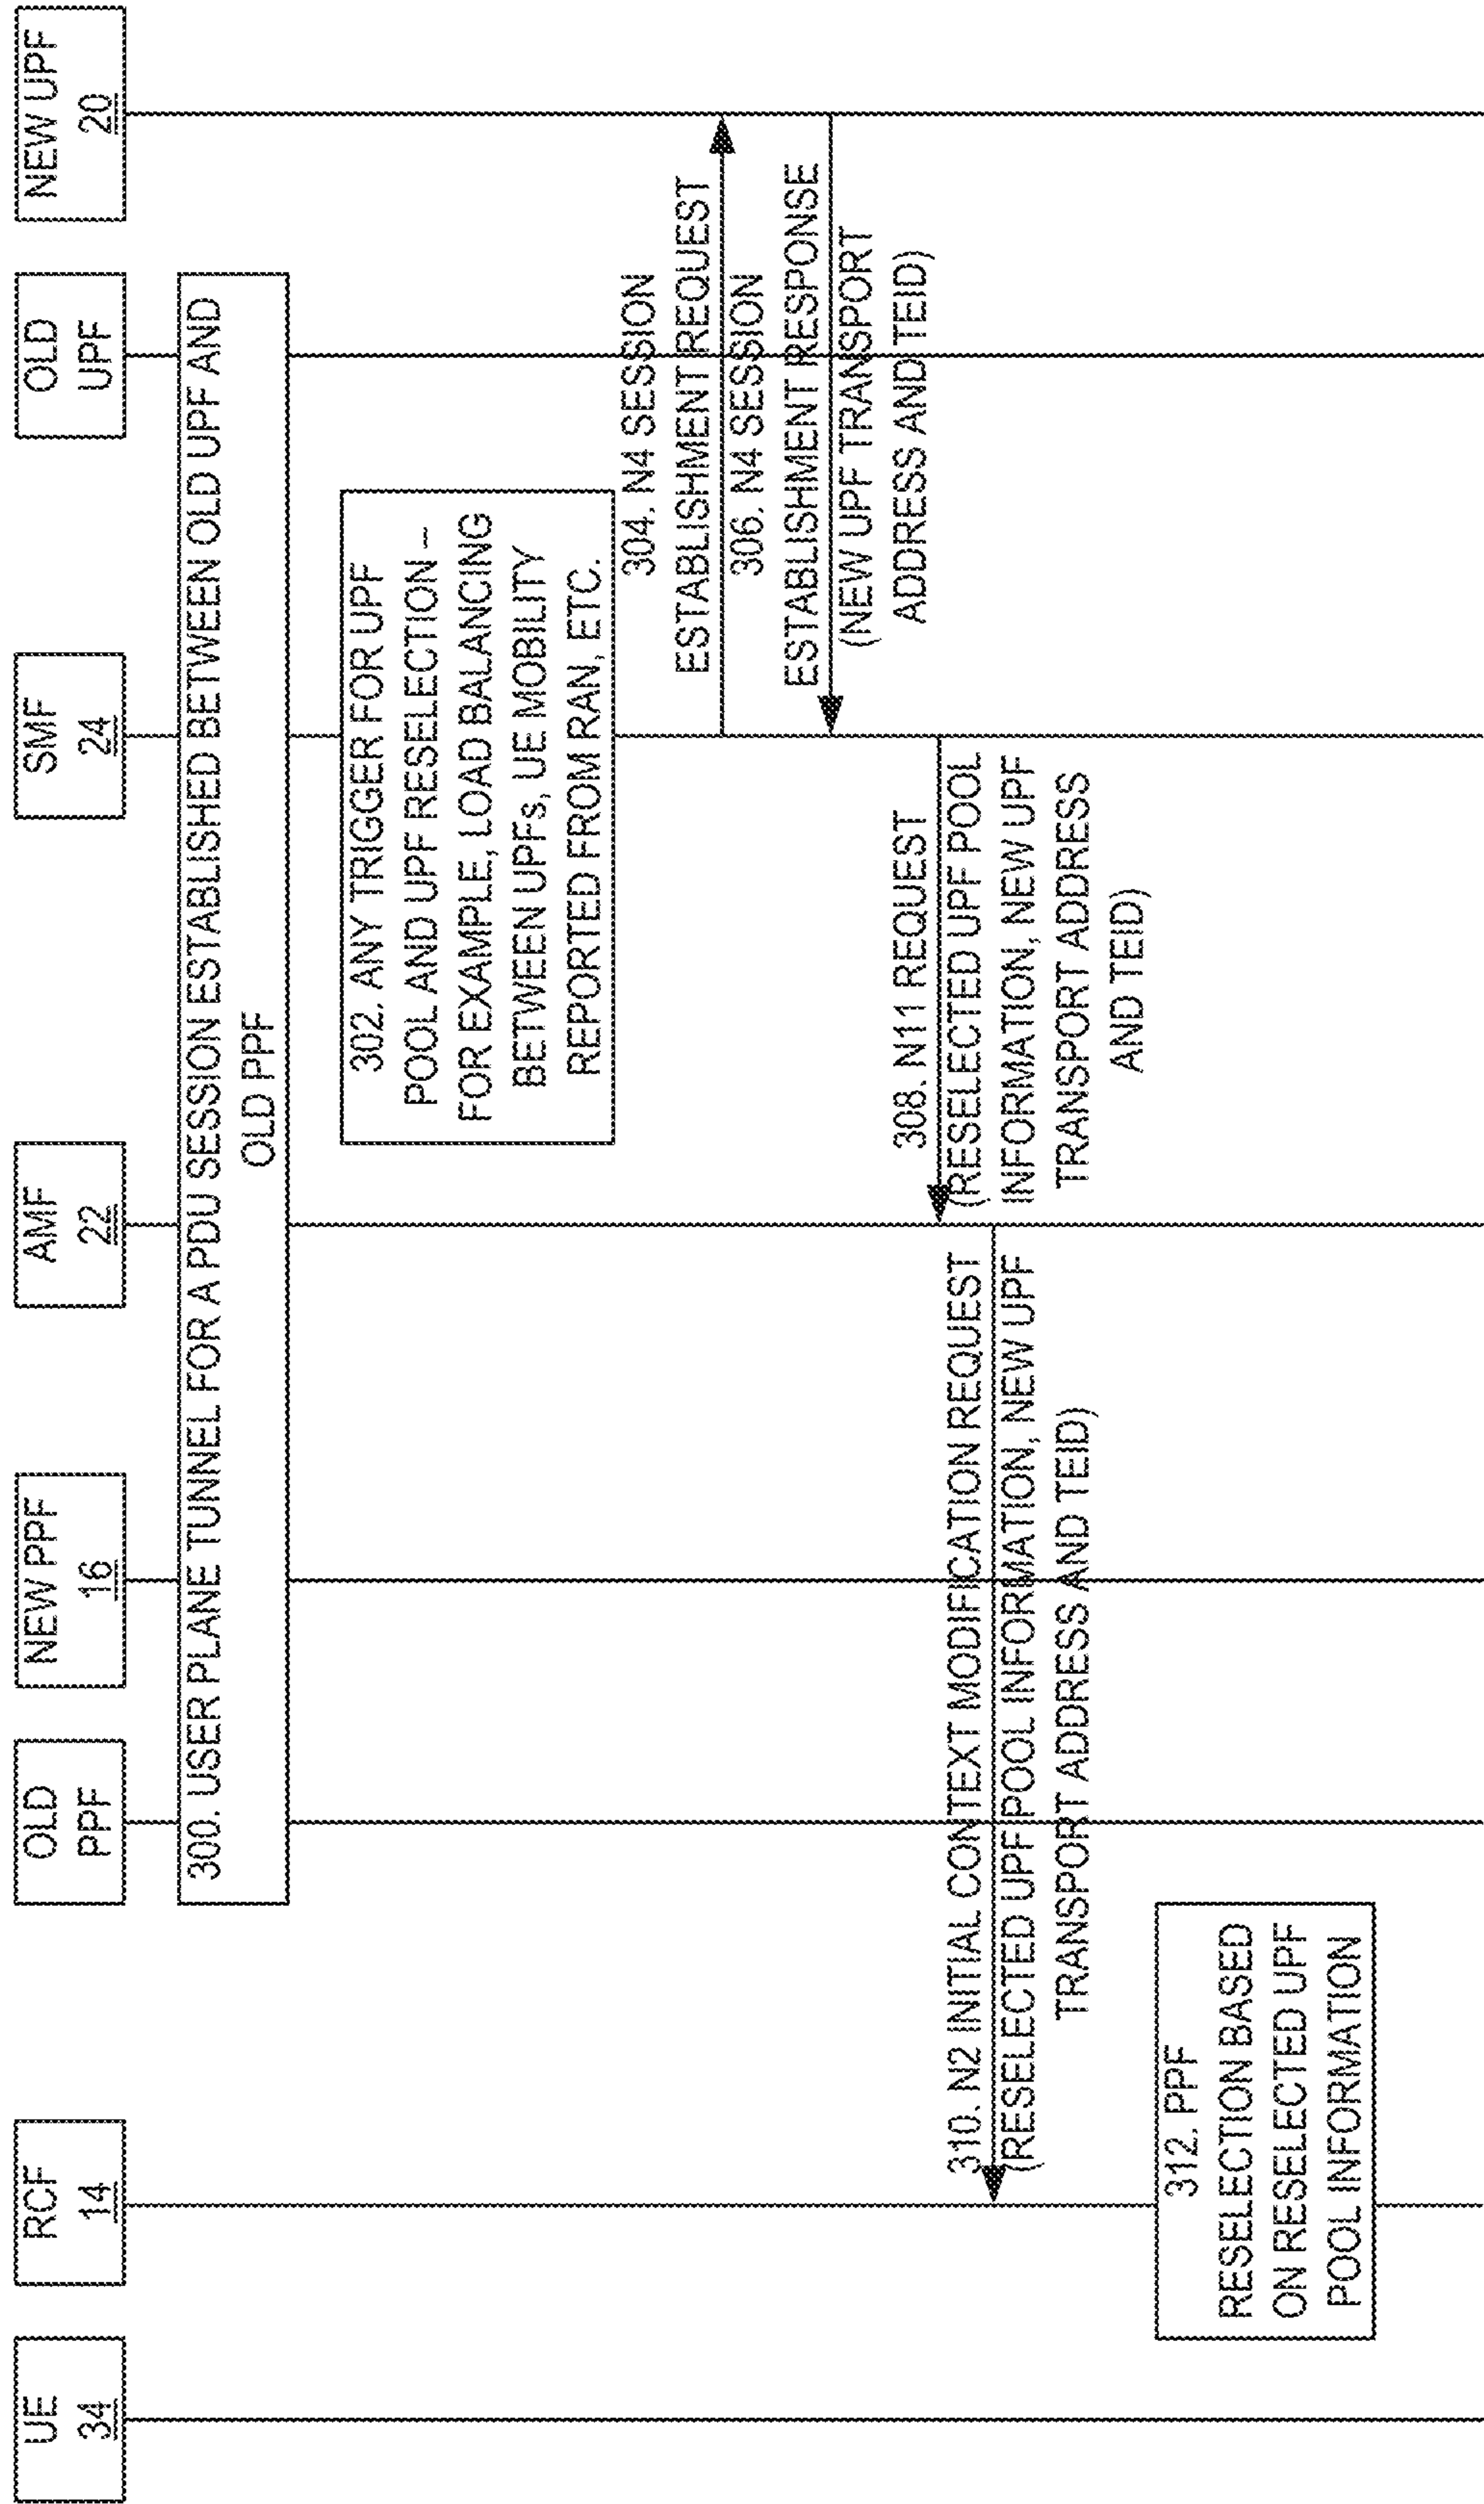 UE
34
RCF
14
OLD
PPF
NEW PPF
16
AMF
22
SMF
24
OLD
UPF
NEW UPF
20
300. USER PLANE TUNNEL FOR A PDU SESSION ESTABLISHED BETWEEN OLD UPF AND
OLD PPF
302. ANY TRIGGER FOR UPF
POOL AND UPF RESELECTION –
FOR EXAMPLE, LOAD BALANCING
BETWEEN UPFs, UE MOBILITY
REPORTED FROM RAN, ETC.
304. N4 SESSION
ESTABLISHMENT REQUEST
306. N4 SESSION
ESTABLISHMENT RESPONSE
(NEW UPF TRANSPORT
ADDRESS AND TEID)
308. N11 REQUEST
(RESELECTED UPF POOL
INFORMATION, NEW UPF
TRANSPORT ADDRESS
AND TEID)
310. N2 INITIAL CONTEXT MODIFICATION REQUEST
(RESELECTED UPF POOL INFORMATION, NEW UPF
TRANSPORT ADDRESS AND TEID)
312. PPF
RESELECTION BASED
ON RESELECTED UPF
POOL INFORMATION